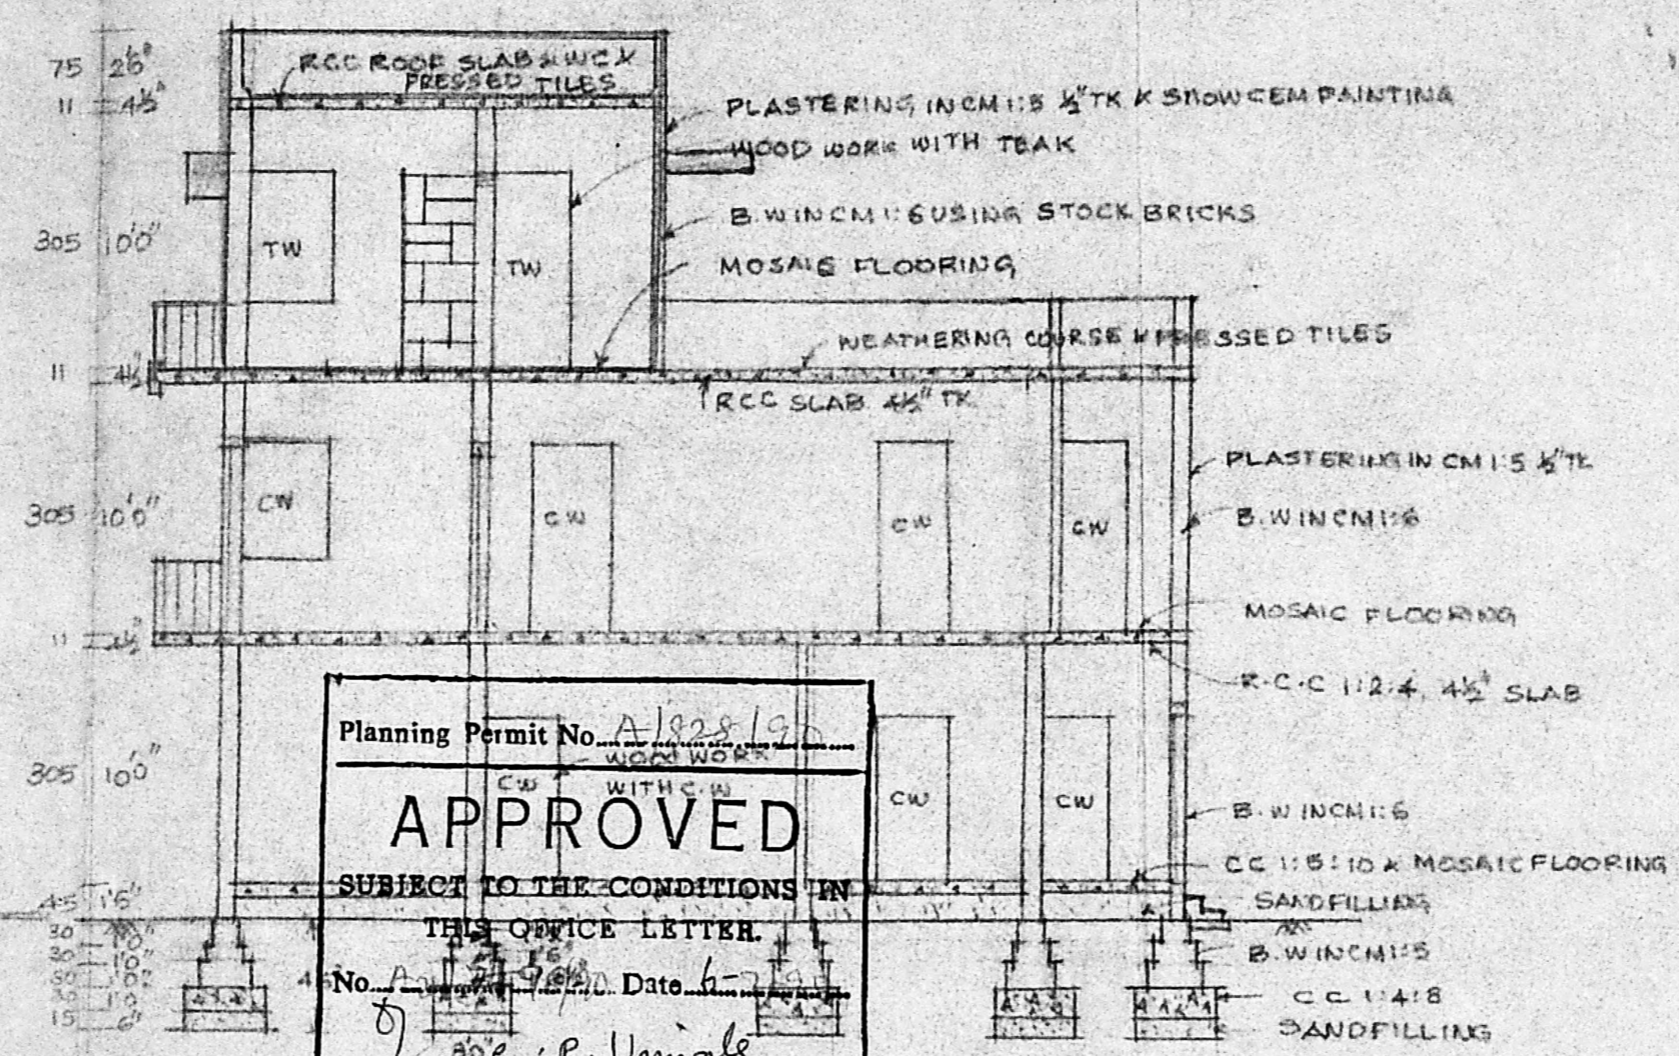 75 2'6"
RCC ROOF SLAB & WC &
PRESSED TILES
11 4½"
PLASTERING IN CM 1:5 ½" TK & SNOWCEM PAINTING
WOOD WORK WITH TEAK
B.W IN CM 1:6 USING STOCK BRICKS
305 10'0"
TW
TW
MOSAIC FLOORING
WEATHERING COURSE & PRESSED TILES
11 4½
RCC SLAB 4½" TK
PLASTERING IN CM 1:5 ½" TK
305 10'0"
CW
CW
CW
CW
B.W IN CM 1:6
MOSAIC FLOORING
11 4½"
R.C.C 1:2:4, 4½" SLAB
Planning Permit No.
WOOD WORK
WITH C.W
305 10'0"
CW
CW
CW
B.W IN CM 1:6
APPROVED
CC 1:5:10 & MOSAIC FLOORING
SUBJECT TO THE CONDITIONS IN
45 1'6"
SANDFILLING
THIS OFFICE LETTER.
30 1'0"
30 1'0"
B.W IN CM 1:5
No. Date 6-
30 1'0"
30 1'0"
CC 1:4:8
15 6"
SANDFILLING